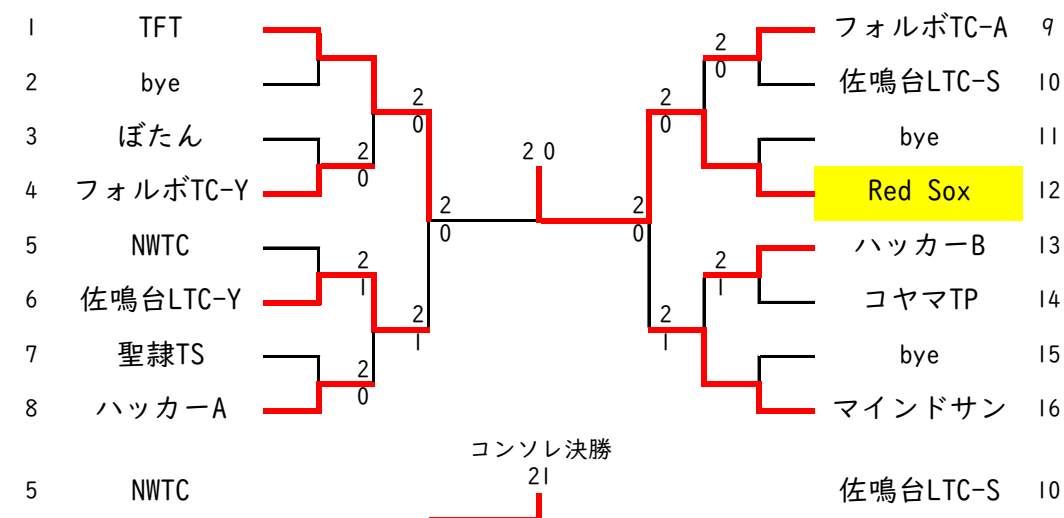 1 TFT
2 bye
3 ぼたん
4 フォルボTC-Y
5 NWTC
6 佐鳴台LTC-Y
7 聖隷TS
8 ハッカーA
2
0
2
0
2
1
2
0
2
1
2
0
2 0
2
0
2
0
2
0
2
1
2
1
フォルボTC-A 9
佐鳴台LTC-S 10
bye 11
Red Sox 12
ハッカーB 13
コヤマTP 14
bye 15
マインドサン 16
コンソレ決勝
21
5 NWTC
佐鳴台LTC-S 10